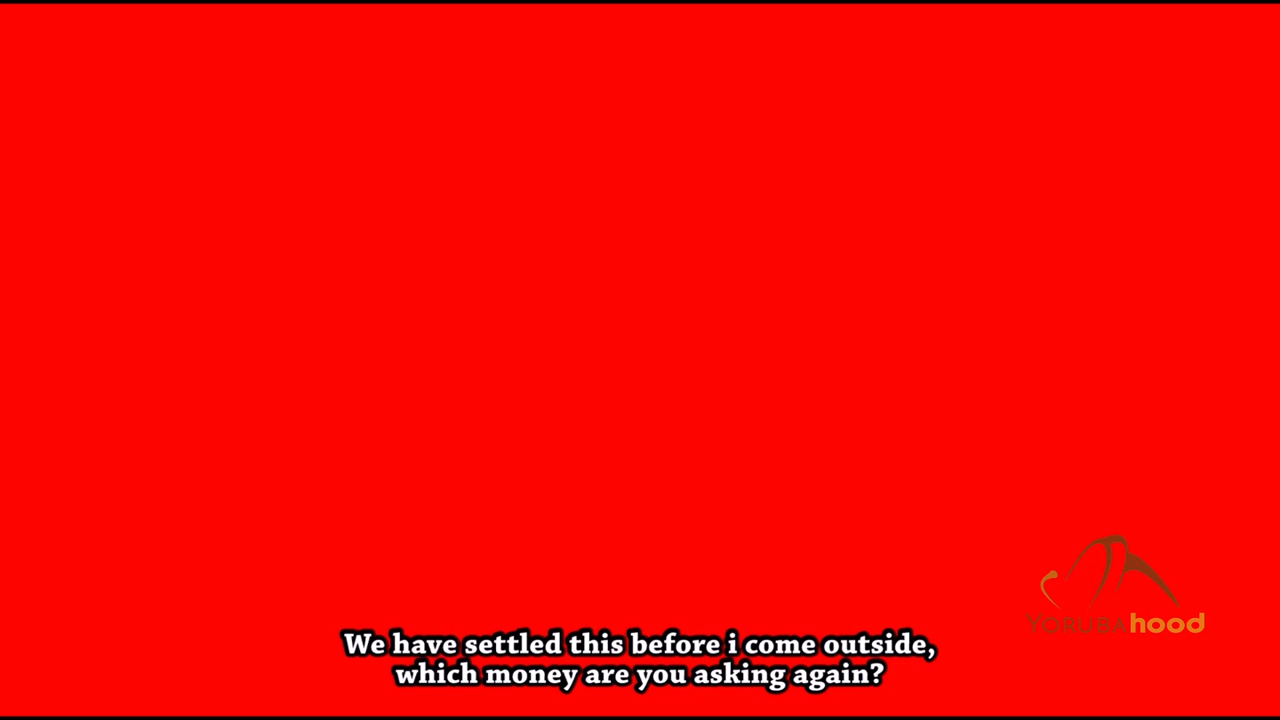 YORUBAhood
We have settled this before i come outside,
which money are you asking again?